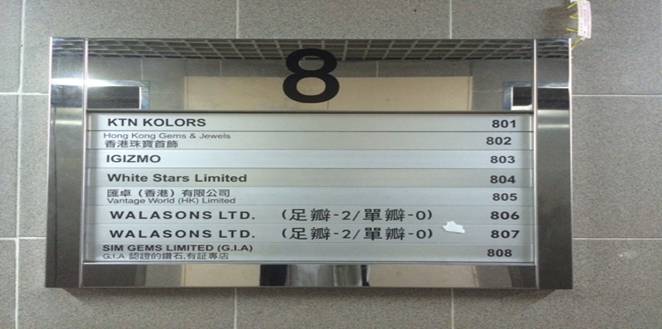 8
KTN KOLORS 801
Hong Kong Gems & Jewels
香港珠寶首飾 802
IGIZMO 803
White Stars Limited 804
匯卓（香港）有限公司
Vantage World (HK) Limited 805
WALASONS LTD. (足瓣-2/單瓣-0) 806
WALASONS LTD. (足瓣-2/單瓣-0) 807
SIM GEMS LIMITED (G.I.A)
G.I.A 認證的鑽石,有証專店 808